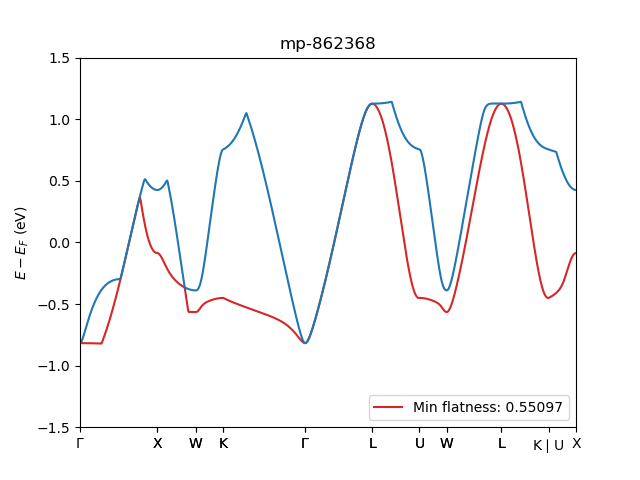 mp-862368
E − E_F (eV)
1.5
1.0
0.5
0.0
−0.5
−1.0
−1.5
Min flatness: 0.55097
Γ X W K Γ L U W L K | U X